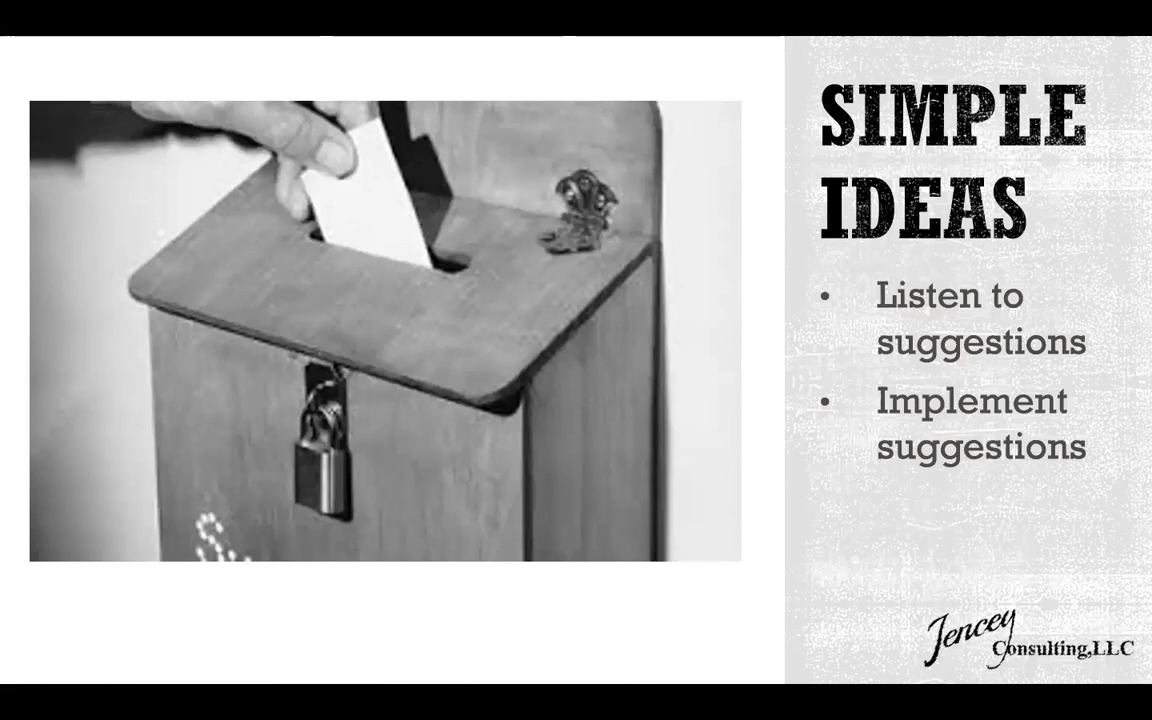 SIMPLE
IDEAS
• Listen to
suggestions
• Implement
suggestions
Jencey
Consulting,LLC